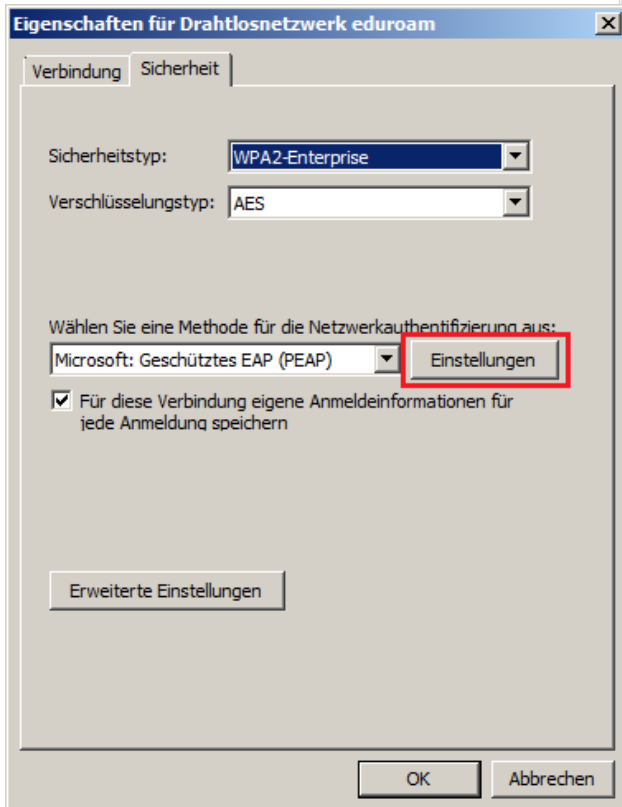 Eigenschaften für Drahtlosnetzwerk eduroam
Verbindung Sicherheit
Sicherheitstyp: WPA2-Enterprise
Verschlüsselungstyp: AES
Wählen Sie eine Methode für die Netzwerkauthentifizierung aus:
Microsoft: Geschütztes EAP (PEAP) Einstellungen
Für diese Verbindung eigene Anmeldeinformationen für
jede Anmeldung speichern
Erweiterte Einstellungen
OK Abbrechen